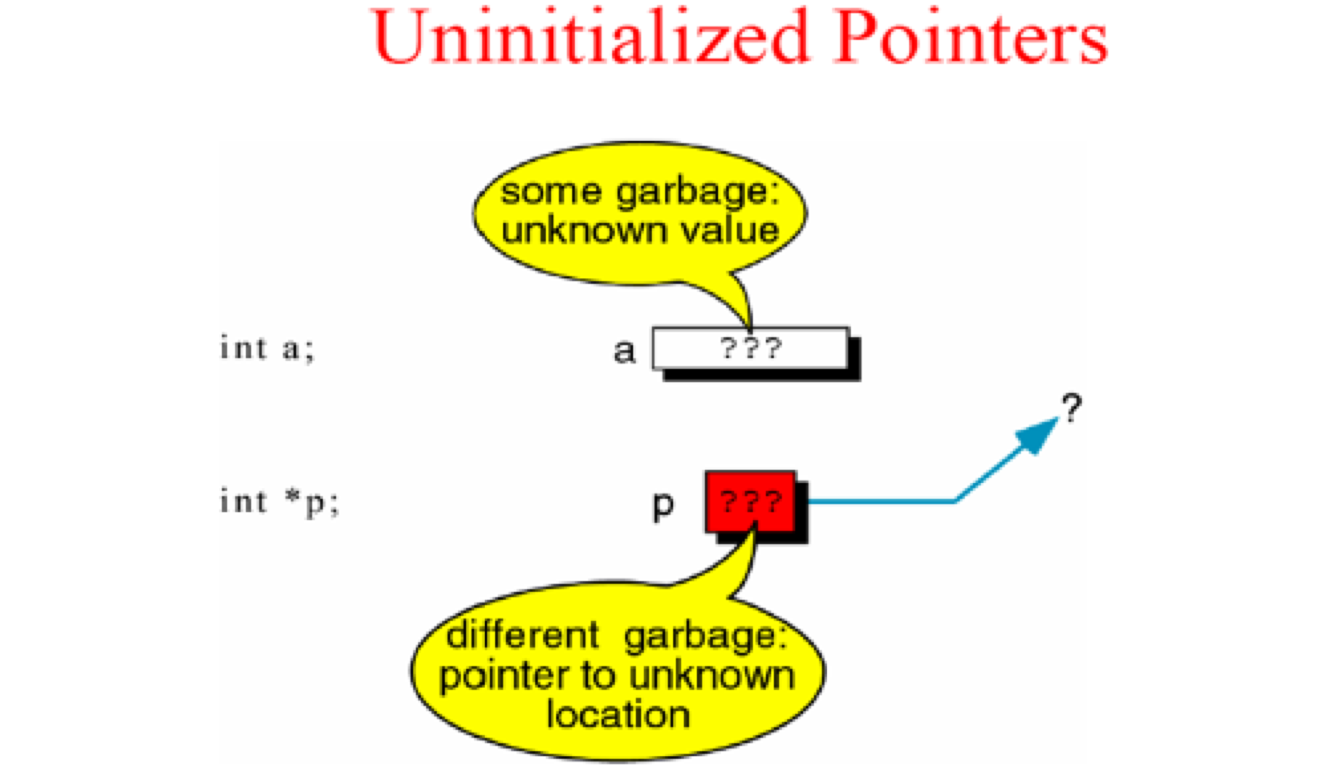 Uninitialized Pointers
some garbage:
unknown value
int a;
a
???
?
int *p;
p
???
different garbage:
pointer to unknown
location